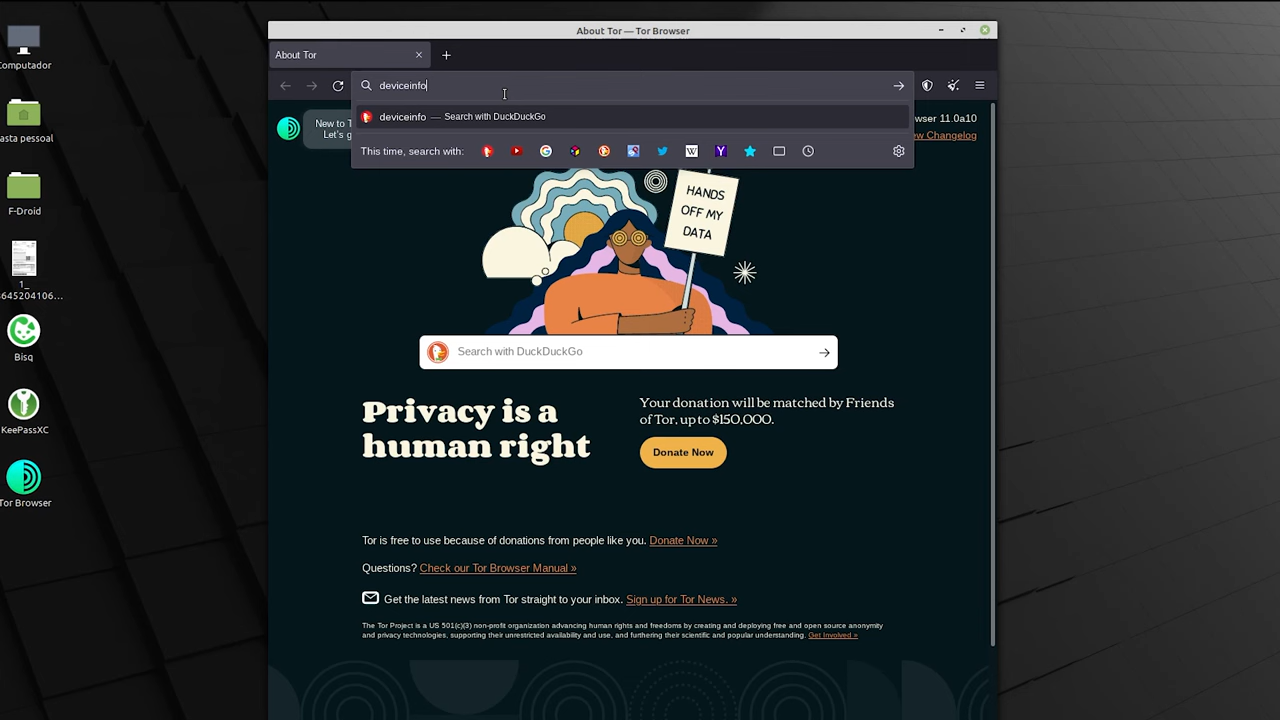 About Tor — Tor Browser
About Tor
deviceinfo
deviceinfo — Search with DuckDuckGo
This time, search with:
New to T
Let's g
wser 11.0a10
ew Changelog
HANDS
OFF MY
DATA
Search with DuckDuckGo
Privacy is a
human right
Your donation will be matched by Friends
of Tor, up to $150,000.
Donate Now
Tor is free to use because of donations from people like you. Donate Now »
Questions? Check our Tor Browser Manual »
Get the latest news from Tor straight to your inbox. Sign up for Tor News. »
The Tor Project is a US 501(c)(3) non-profit organization advancing human rights and freedoms by creating and deploying free and open source anonymity
and privacy technologies, supporting their unrestricted availability and use, and furthering their scientific and popular understanding. Get Involved »
Computador
asta pessoal
F-Droid
1_
645204106...
Bisq
KeePassXC
Tor Browser